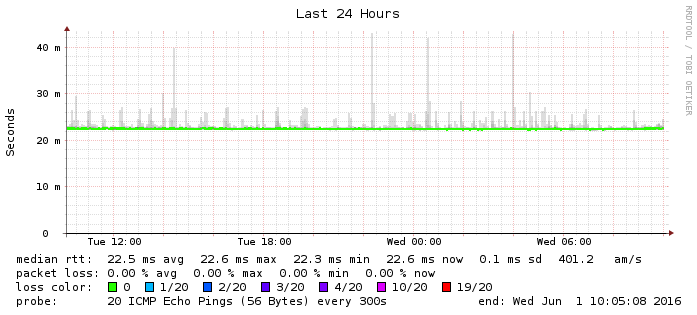 Last 24 Hours
RRDTOOL / TOBI OETIKER
Seconds
40 m
30 m
20 m
10 m
0
Tue 12:00 Tue 18:00 Wed 00:00 Wed 06:00
median rtt: 22.5 ms avg 22.6 ms max 22.3 ms min 22.6 ms now 0.1 ms sd 401.2 am/s
packet loss: 0.00 % avg 0.00 % max 0.00 % min 0.00 % now
loss color: 0 1/20 2/20 3/20 4/20 10/20 19/20
probe: 20 ICMP Echo Pings (56 Bytes) every 300s end: Wed Jun 1 10:05:08 2016